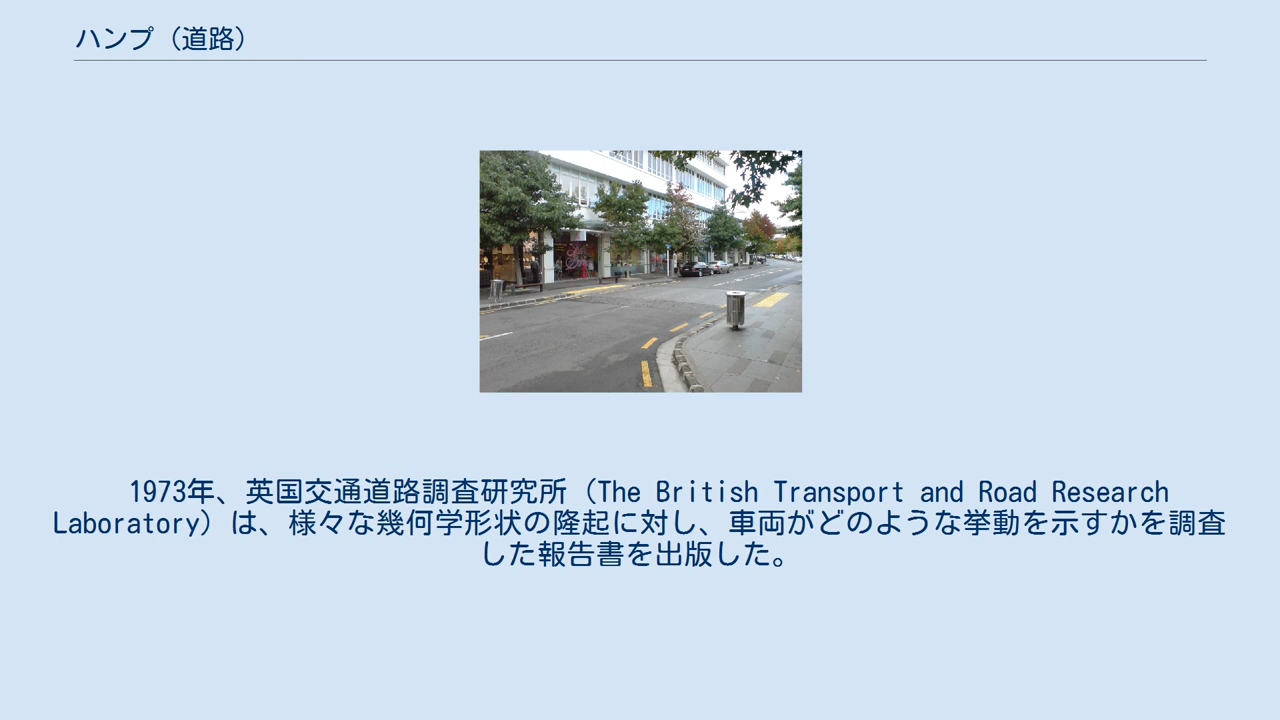 ハンプ（道路）
1973年、英国交通道路調査研究所（The British Transport and Road Research
Laboratory）は、様々な幾何学形状の隆起に対し、車両がどのような挙動を示すかを調査
した報告書を出版した。